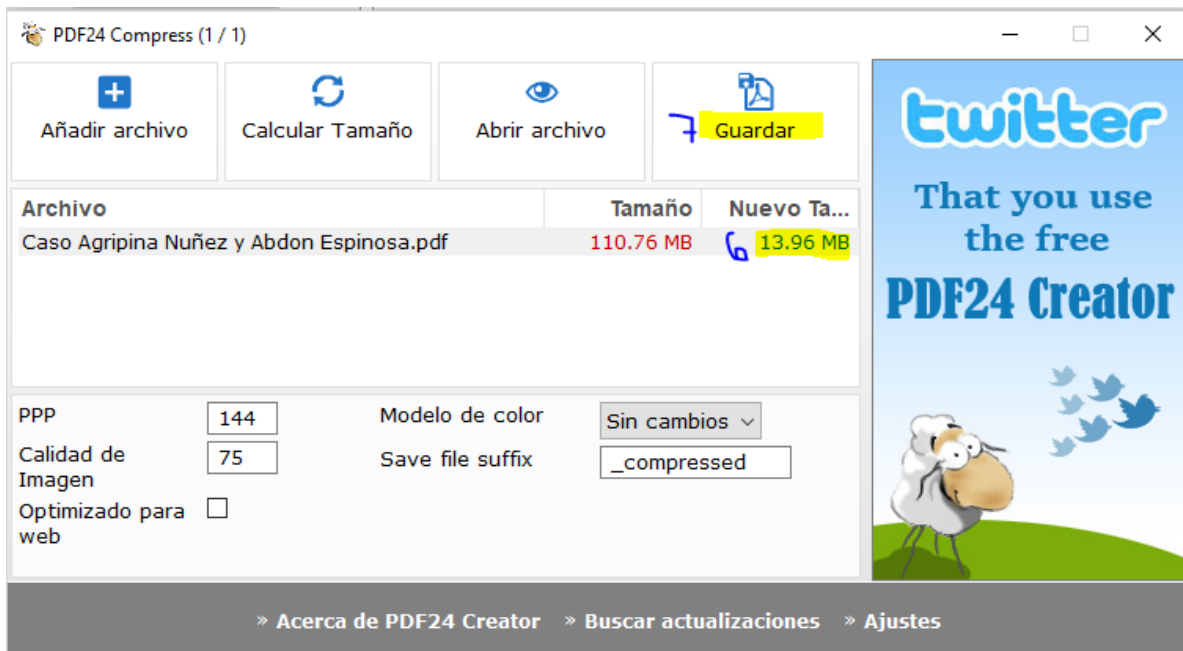 PDF24 Compress (1 / 1)
Añadir archivo
Calcular Tamaño
Abrir archivo
7 Guardar
Archivo Tamaño Nuevo Ta...
Caso Agripina Nuñez y Abdon Espinosa.pdf 110.76 MB 6 13.96 MB
PPP 144 Modelo de color Sin cambios
Calidad de 75 Save file suffix _compressed
Imagen
Optimizado para
web
twitter
That you use
the free
PDF24 Creator
» Acerca de PDF24 Creator » Buscar actualizaciones » Ajustes